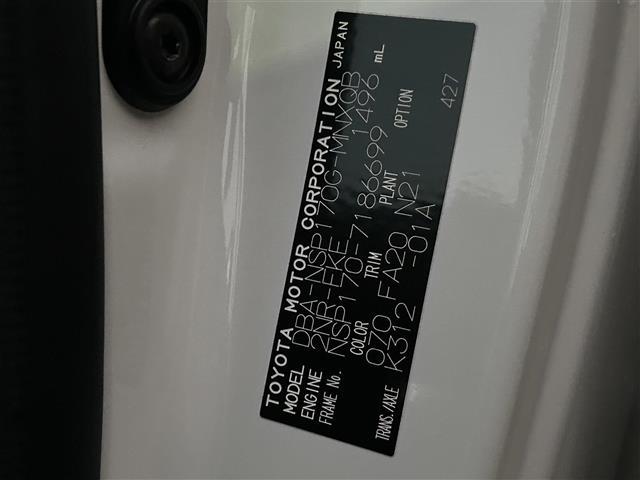 TOYOTA MOTOR CORPORATION JAPAN
MODEL DBA-NSP170G-MNXQB
ENGINE 2NR-FKE 1496 mL
FRAME No. NSP170-7186699
COLOR TRIM PLANT OPTION
070 FA20 N21
TRANS./AXLE K312 -01A
427